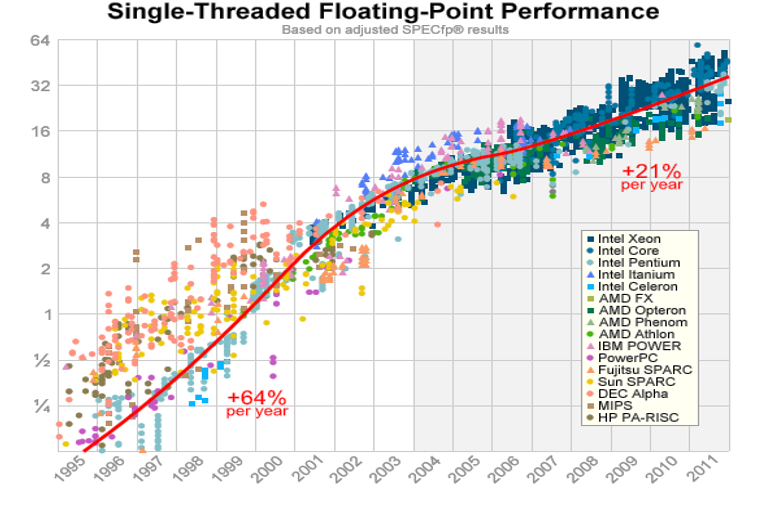 Single-Threaded Floating-Point Performance
Based on adjusted SPECfp® results
64
32
16
8
4
2
1
½
¼
+64%
per year
+21%
per year
Intel Xeon
Intel Core
Intel Pentium
Intel Itanium
Intel Celeron
AMD FX
AMD Opteron
AMD Phenom
AMD Athlon
IBM POWER
PowerPC
Fujitsu SPARC
Sun SPARC
DEC Alpha
MIPS
HP PA-RISC
1995
1996
1997
1998
1999
2000
2001
2002
2003
2004
2005
2006
2007
2008
2009
2010
2011